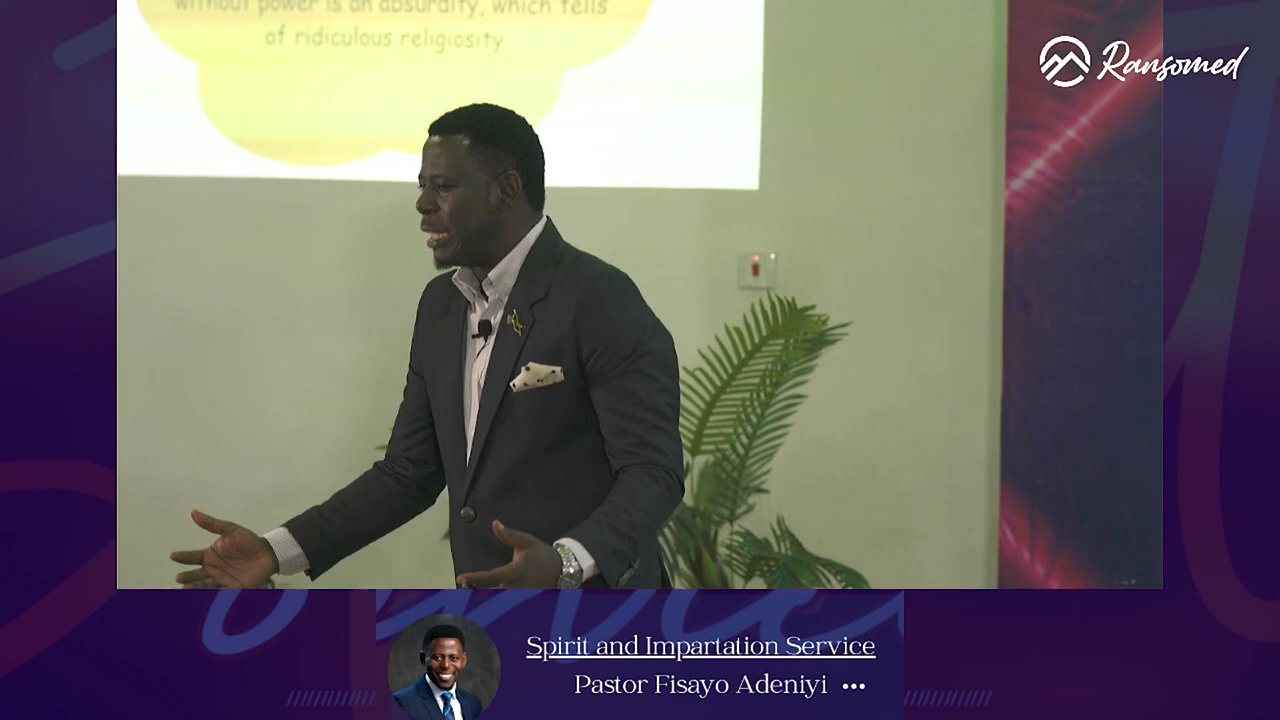 without power is an absurdity, which tells
of ridiculous religiosity
Ransomed
Spirit and Impartation Service
Pastor Fisayo Adeniyi